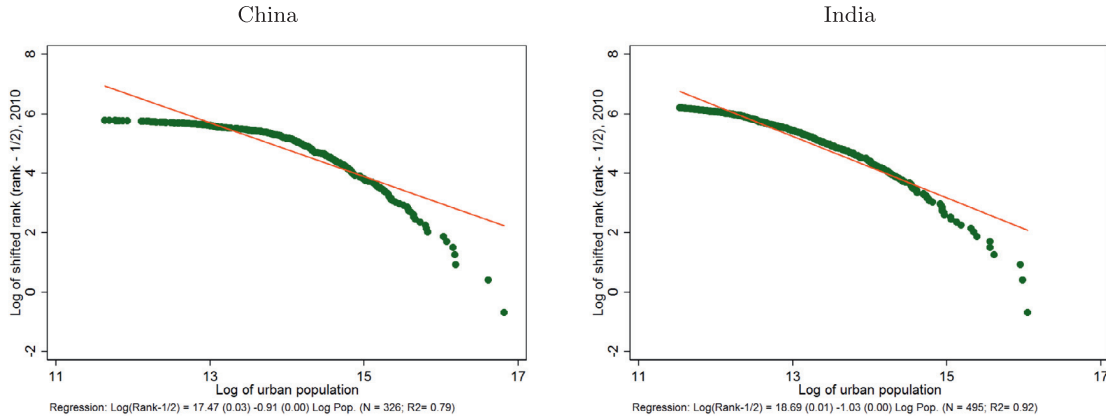 China
Log of shifted rank (rank - 1/2), 2010
8
6
4
2
0
-2
11
13
15
17
Log of urban population
Regression: Log(Rank-1/2) = 17.47 (0.03) -0.91 (0.00) Log Pop. (N = 326; R2= 0.79)
India
Log of shifted rank (rank - 1/2), 2010
8
6
4
2
0
-2
11
13
15
17
Log of urban population
Regression: Log(Rank-1/2) = 18.69 (0.01) -1.03 (0.00) Log Pop. (N = 495; R2= 0.92)